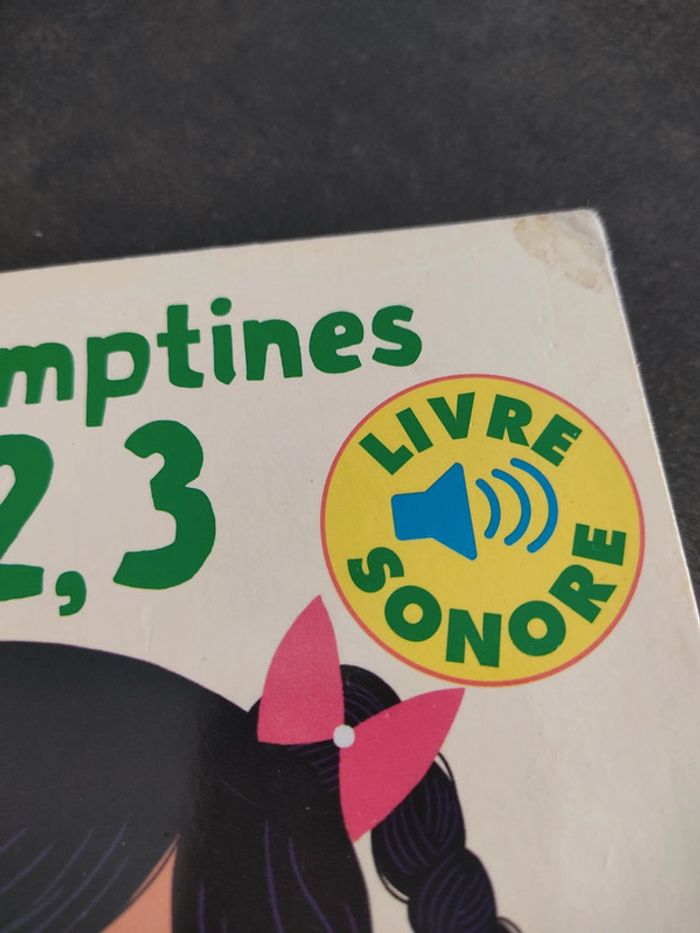 mptines
2, 3
LIVRE
SONORE